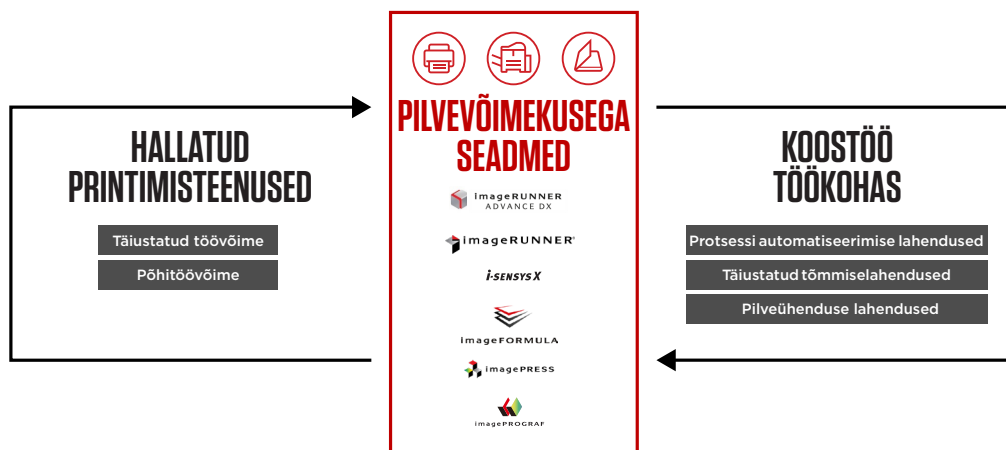 HALLATUD
PRINTIMISTEENUSED
Täiustatud töövõime
Põhitöövõime
PILVEVÕIMEKUSEGA
SEADMED
imageRUNNER
ADVANCE DX
imageRUNNER®
i-SENSYS X
imageFORMULA
imagePRESS
imagePROGRAF
KOOSTÖÖ
TÖÖKOHAS
Protsessi automatiseerimise lahendused
Täiustatud tõmmiselahendused
Pilveühenduse lahendused